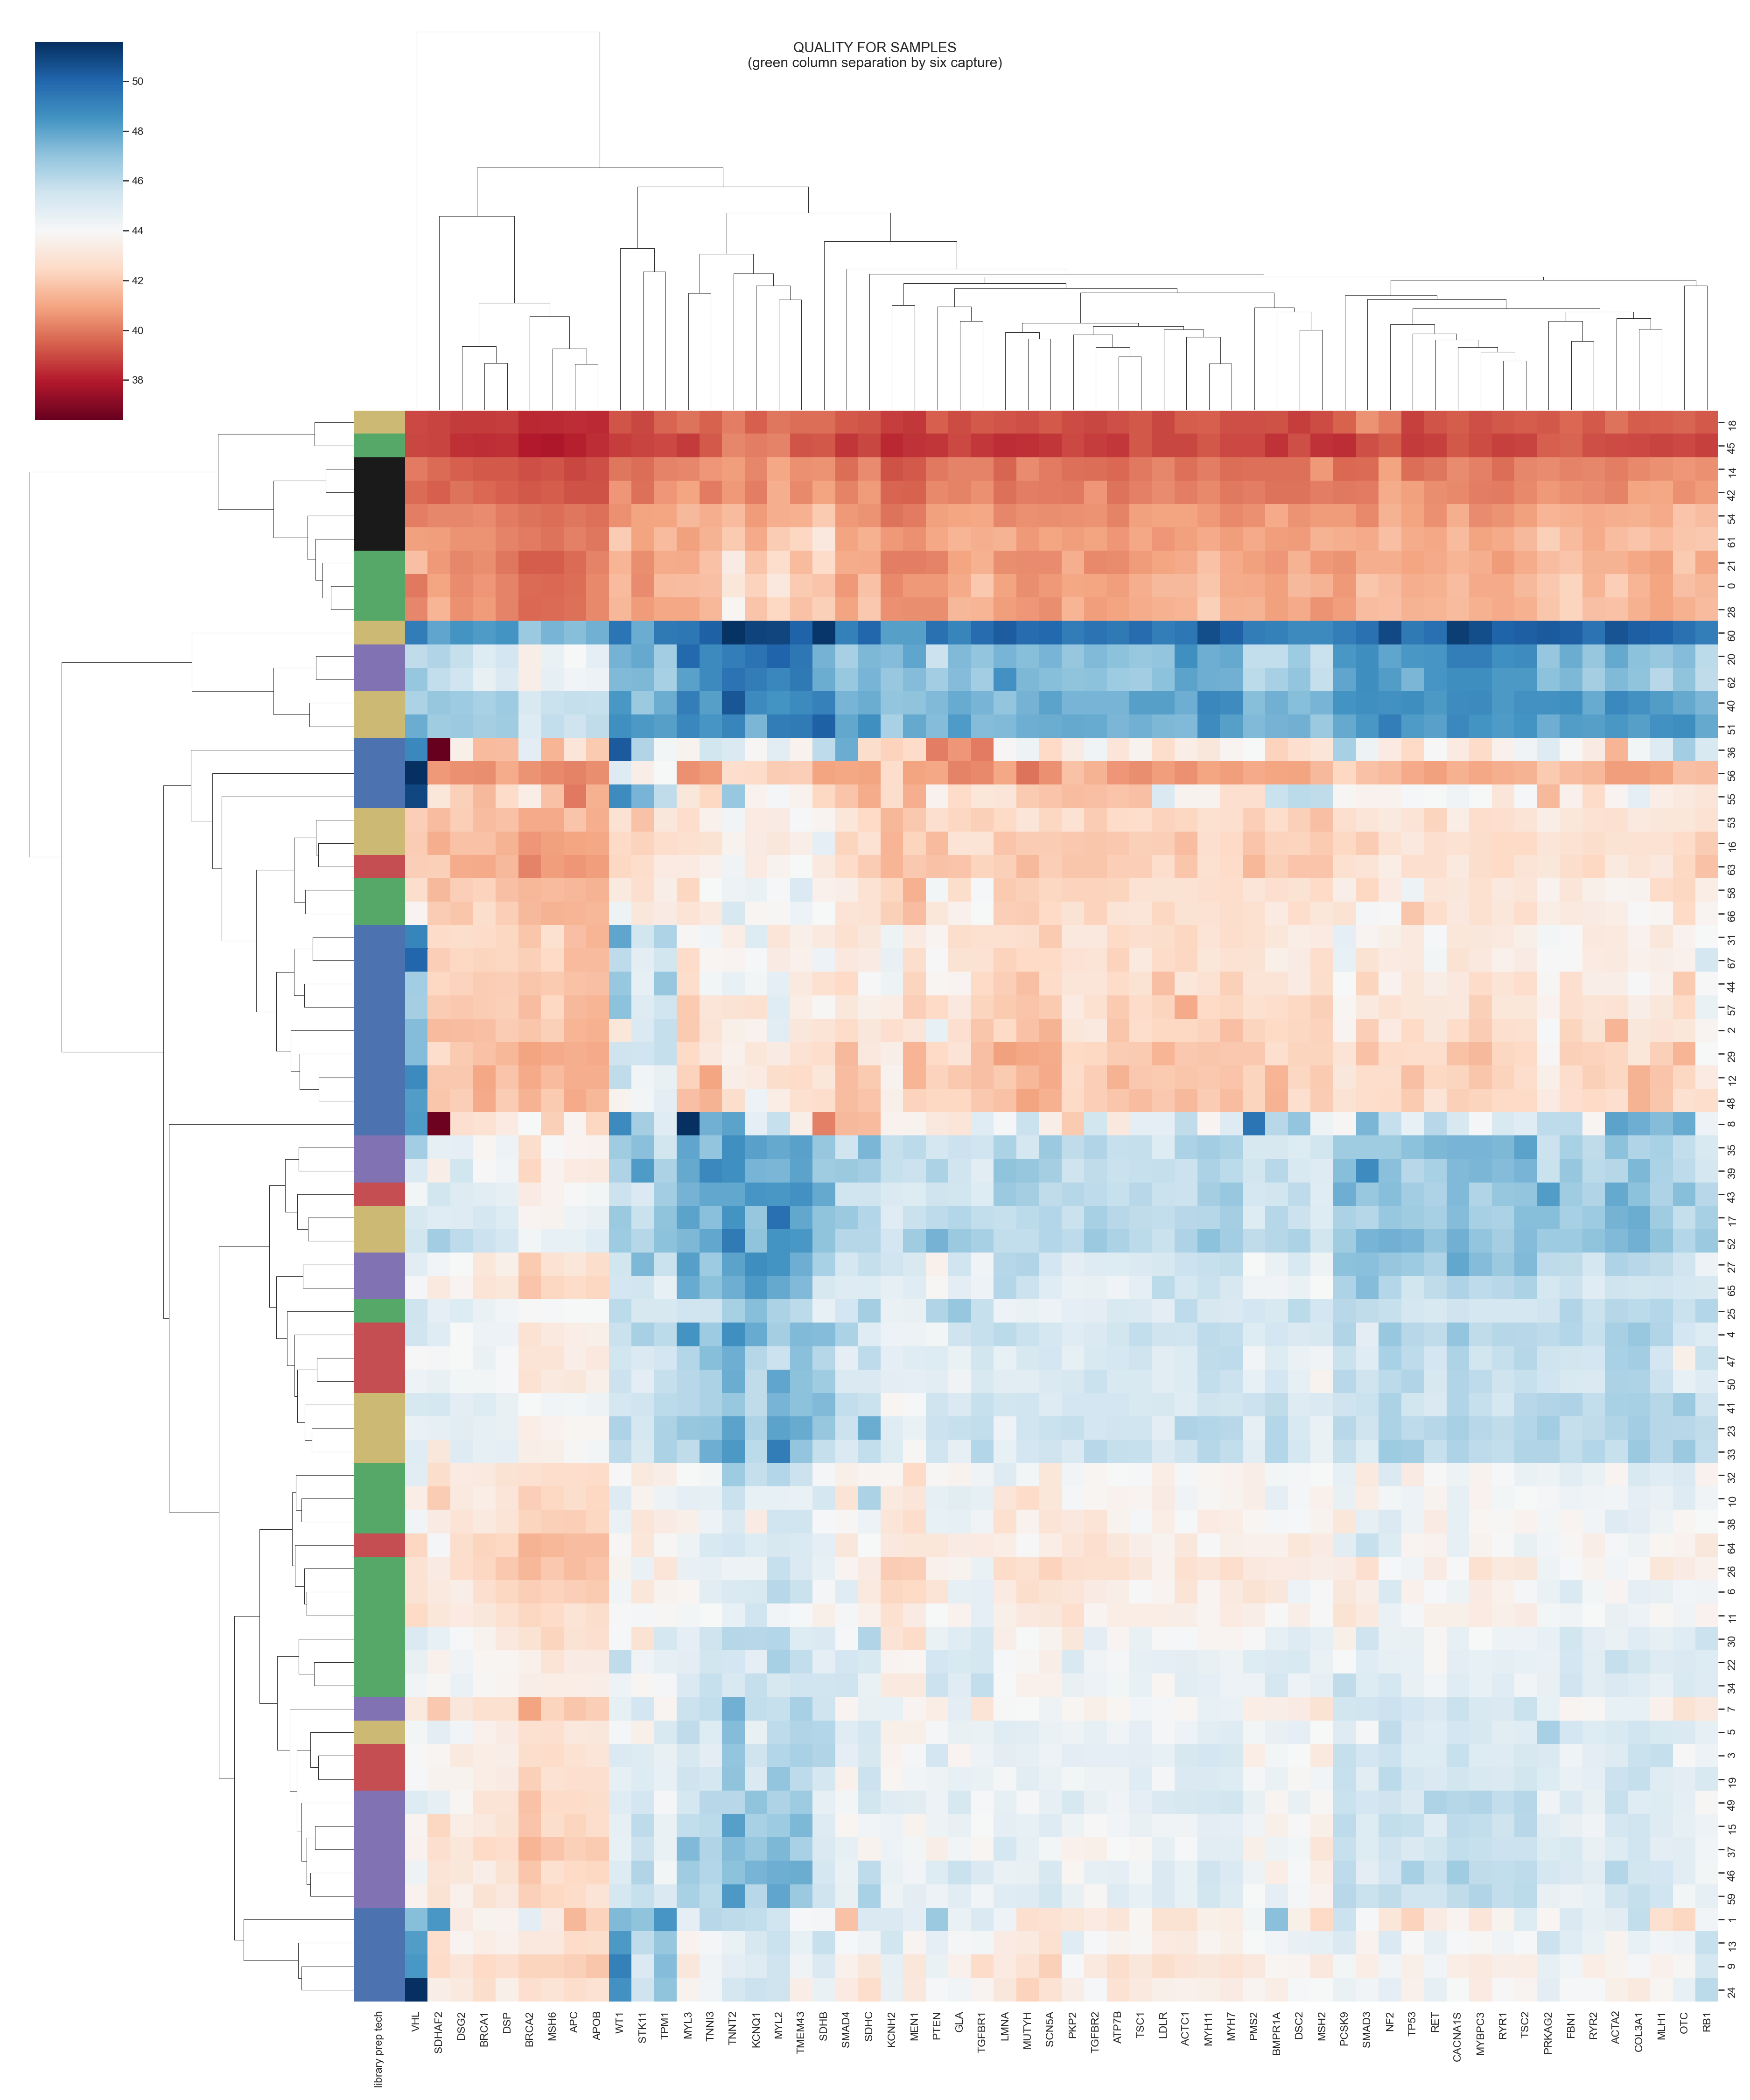 QUALITY FOR SAMPLES
(green column separation by six capture)
50
48
46
44
42
40
38
18
45
14
42
54
61
21
0
28
60
20
62
40
51
36
56
55
53
16
63
58
66
31
67
44
57
2
29
12
48
8
35
39
43
17
52
27
65
25
4
47
50
41
23
33
32
10
38
64
26
6
11
30
22
34
7
5
3
19
49
15
37
46
59
1
13
9
24
library prep tech
VHL
SDHAF2
DSG2
BRCA1
DSP
BRCA2
MSH6
APC
APOB
WT1
STK11
TPM1
MYL3
TNNI3
TNNT2
KCNQ1
MYL2
TMEM43
SDHB
SMAD4
SDHC
KCNH2
MEN1
PTEN
GLA
TGFBR1
LMNA
MUTYH
SCN5A
PKP2
TGFBR2
ATP7B
TSC1
LDLR
ACTC1
MYH11
MYH7
PMS2
BMPR1A
DSC2
MSH2
PCSK9
SMAD3
NF2
TP53
RET
CACNA1S
MYBPC3
RYR1
TSC2
PRKAG2
FBN1
RYR2
ACTA2
COL3A1
MLH1
OTC
RB1